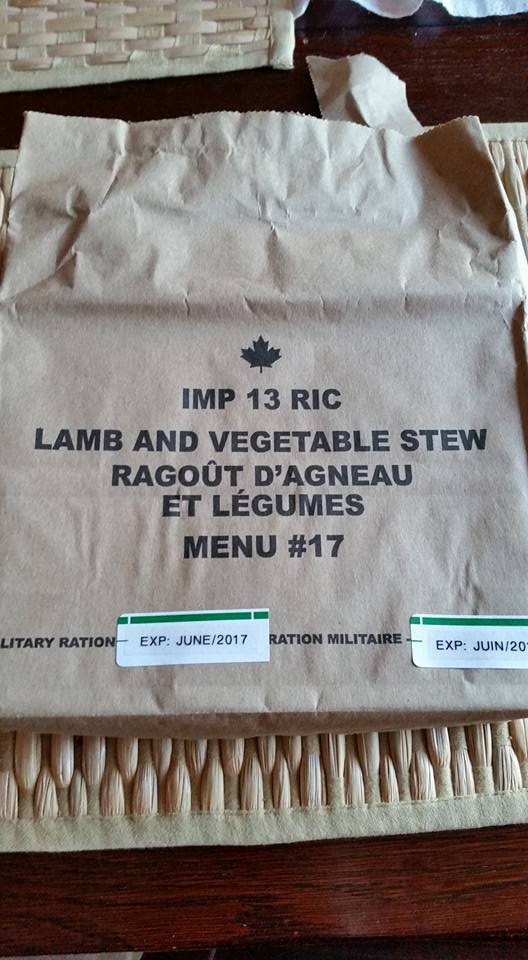 IMP 13 RIC
LAMB AND VEGETABLE STEW
RAGOÛT D'AGNEAU
ET LÉGUMES
MENU #17
LITARY RATION EXP: JUNE/2017 RATION MILITAIRE EXP: JUIN/20